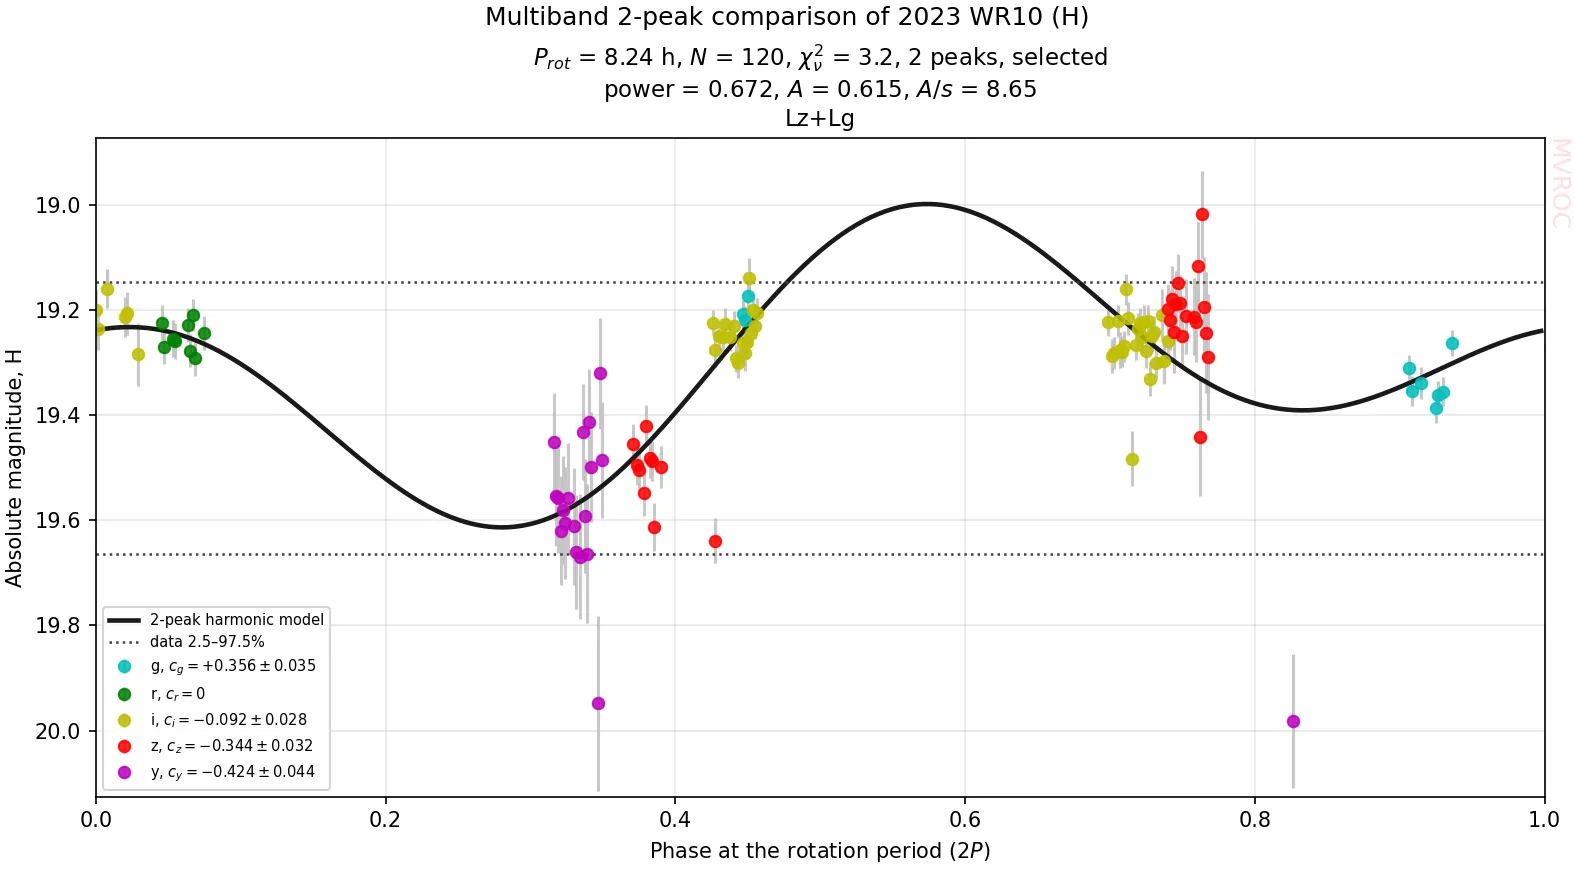 Multiband 2-peak comparison of 2023 WR10 (H)
P_rot = 8.24 h, N = 120, χ²_ν = 3.2, 2 peaks, selected
power = 0.672, A = 0.615, A/s = 8.65
Lz+Lg
MVROC
Absolute magnitude, H
19.0
19.2
19.4
19.6
19.8
20.0
2-peak harmonic model
data 2.5–97.5%
g, c_g = +0.356 ± 0.035
r, c_r = 0
i, c_i = −0.092 ± 0.028
z, c_z = −0.344 ± 0.032
y, c_y = −0.424 ± 0.044
0.0 0.2 0.4 0.6 0.8 1.0
Phase at the rotation period (2P)